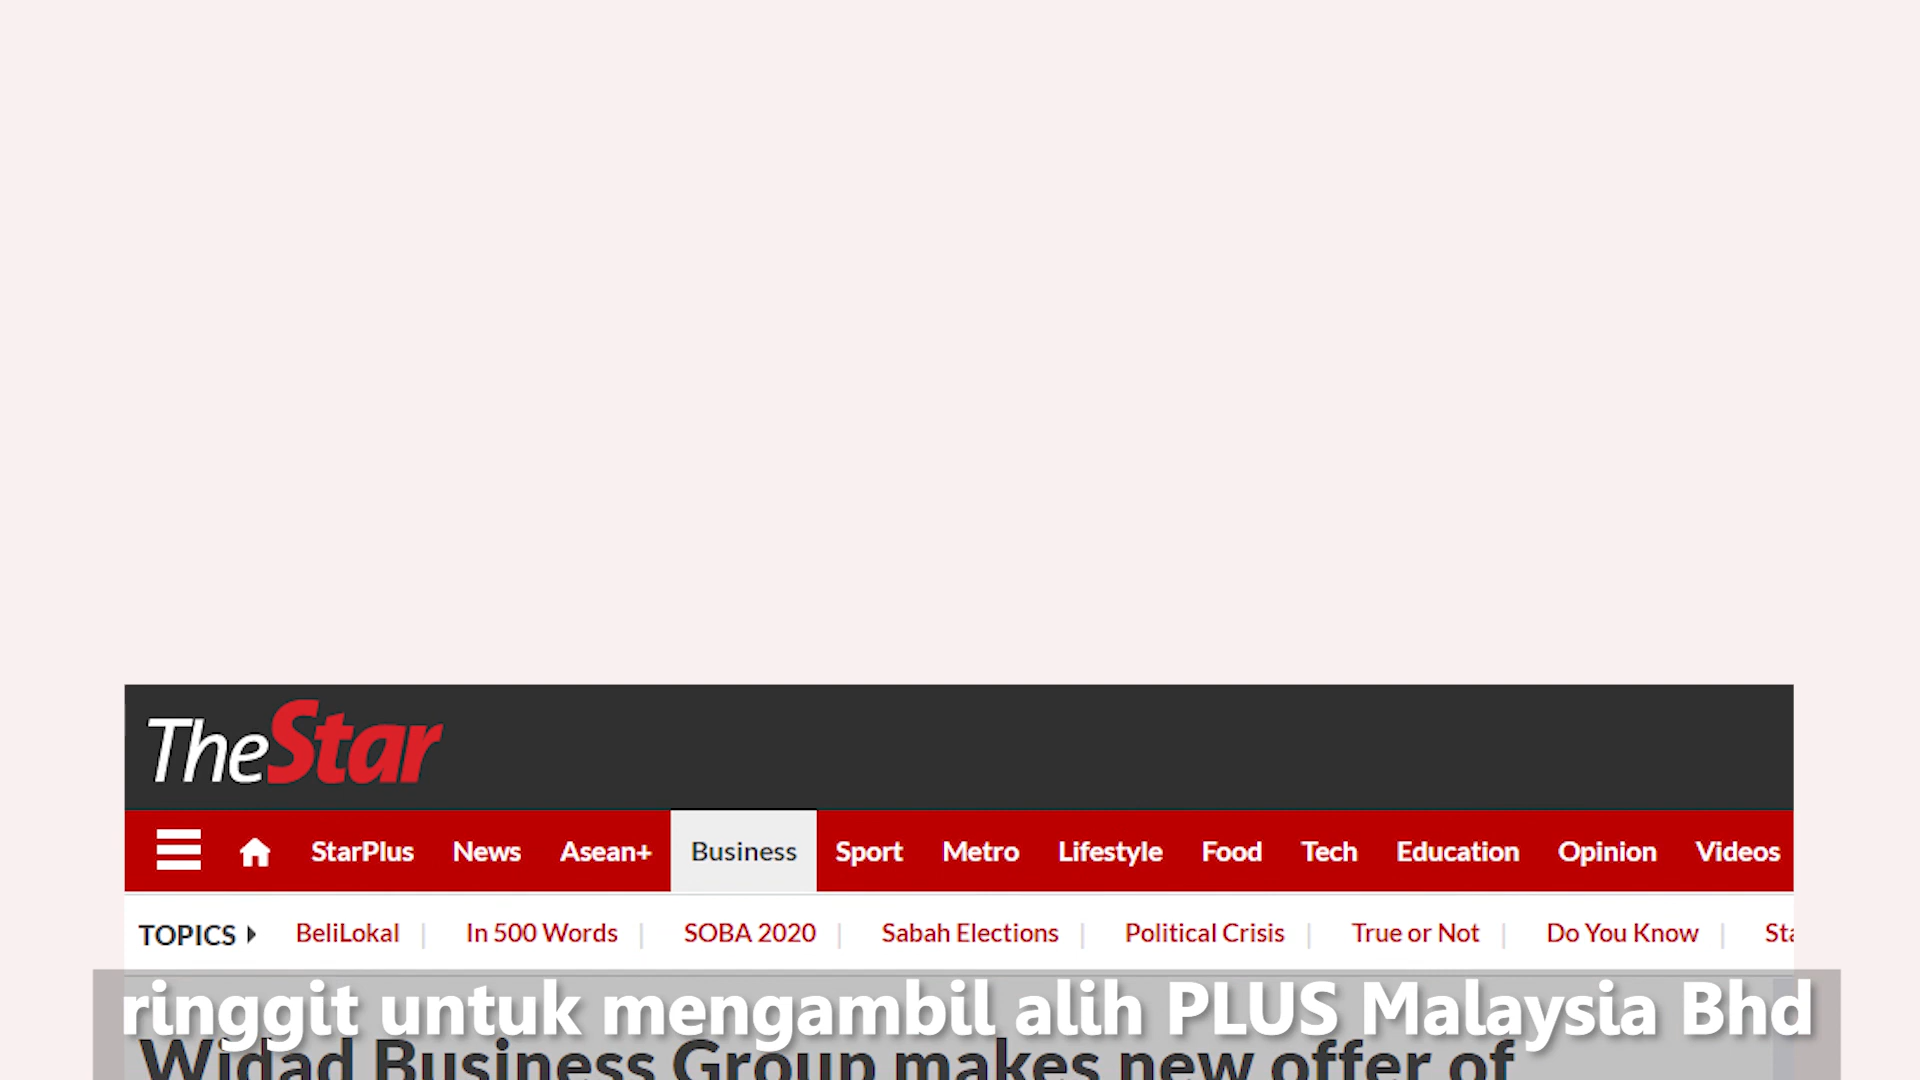 TheStar
StarPlus News Asean+ Business Sport Metro Lifestyle Food Tech Education Opinion Videos
TOPICS BeliLokal | In 500 Words | SOBA 2020 | Sabah Elections | Political Crisis | True or Not | Do You Know |
ringgit untuk mengambil alih PLUS Malaysia Bhd
Widad Business Group makes new offer of